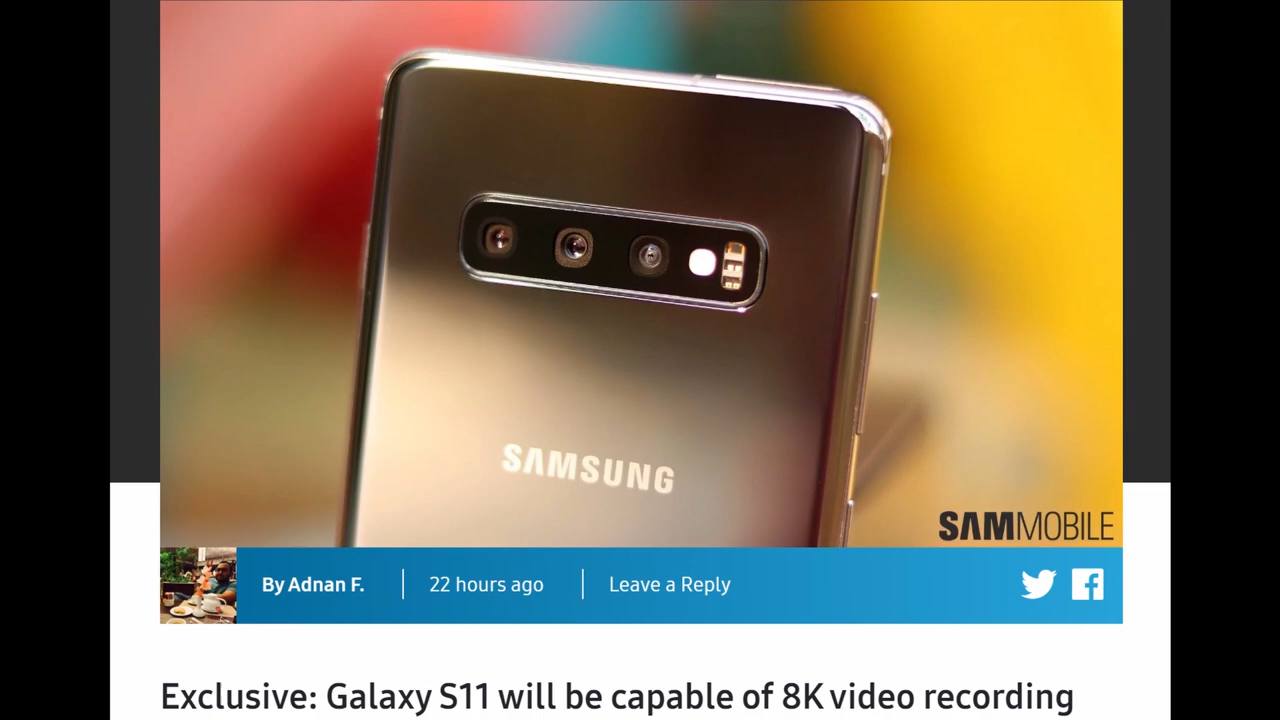 SAMSUNG
SAMMOBILE
By Adnan F. 22 hours ago Leave a Reply
Exclusive: Galaxy S11 will be capable of 8K video recording